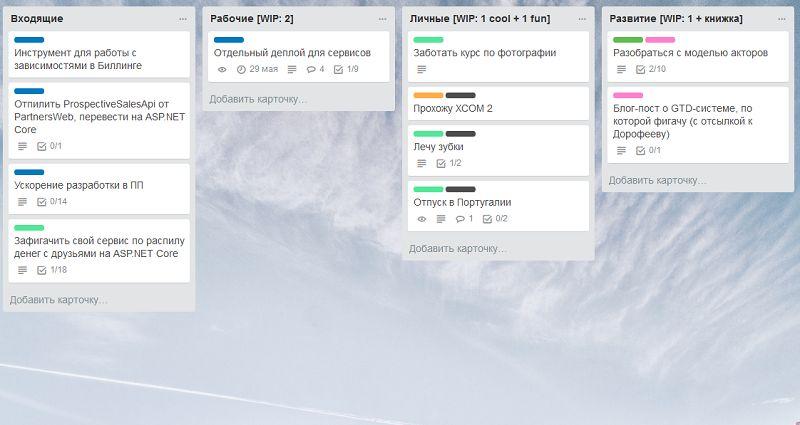 Входящие
Инструмент для работы с
зависимостями в Биллинге
Отпилить ProspectiveSalesApi от
PartnersWeb, перевести на ASP.NET
Core
0/1
Ускорение разработки в ПП
0/14
Зафигачить свой сервис по распилу
денег с друзьями на ASP.NET Core
1/18
Добавить карточку...
Рабочие [WIP: 2]
Отдельный деплой для сервисов
29 мая 4 1/9
Добавить карточку...
Личные [WIP: 1 cool + 1 fun]
Заботать курс по фотографии
Прохожу XCOM 2
Лечу зубки
1/2
Отпуск в Португалии
1 0/2
Добавить карточку...
Развитие [WIP: 1 + книжка]
Разобраться с моделью акторов
2/10
Блог-пост о GTD-системе, по
которой фигачу (с отсылкой к
Дорофееву)
0/1
Добавить карточку...